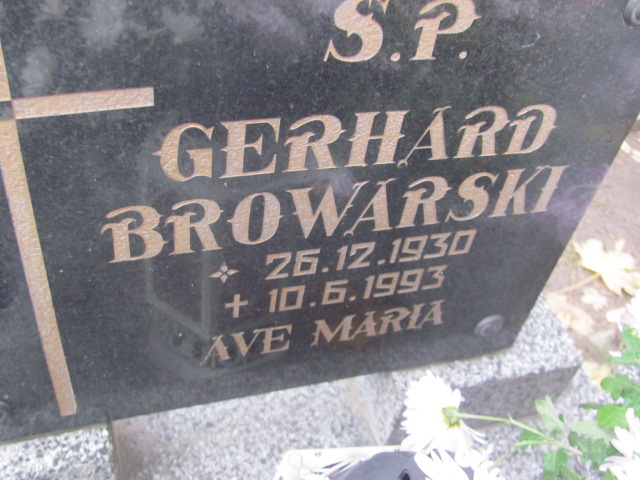 Ś.P.
GERHARD
BROWARSKI
26.12.1930
10.6.1993
AVE MARIA